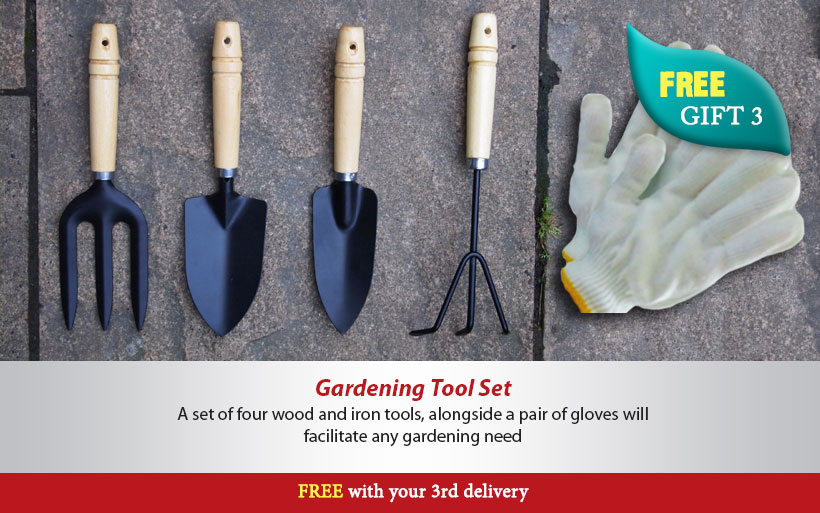 FREE
GIFT 3
Gardening Tool Set
A set of four wood and iron tools, alongside a pair of gloves will
facilitate any gardening need
FREE with your 3rd delivery